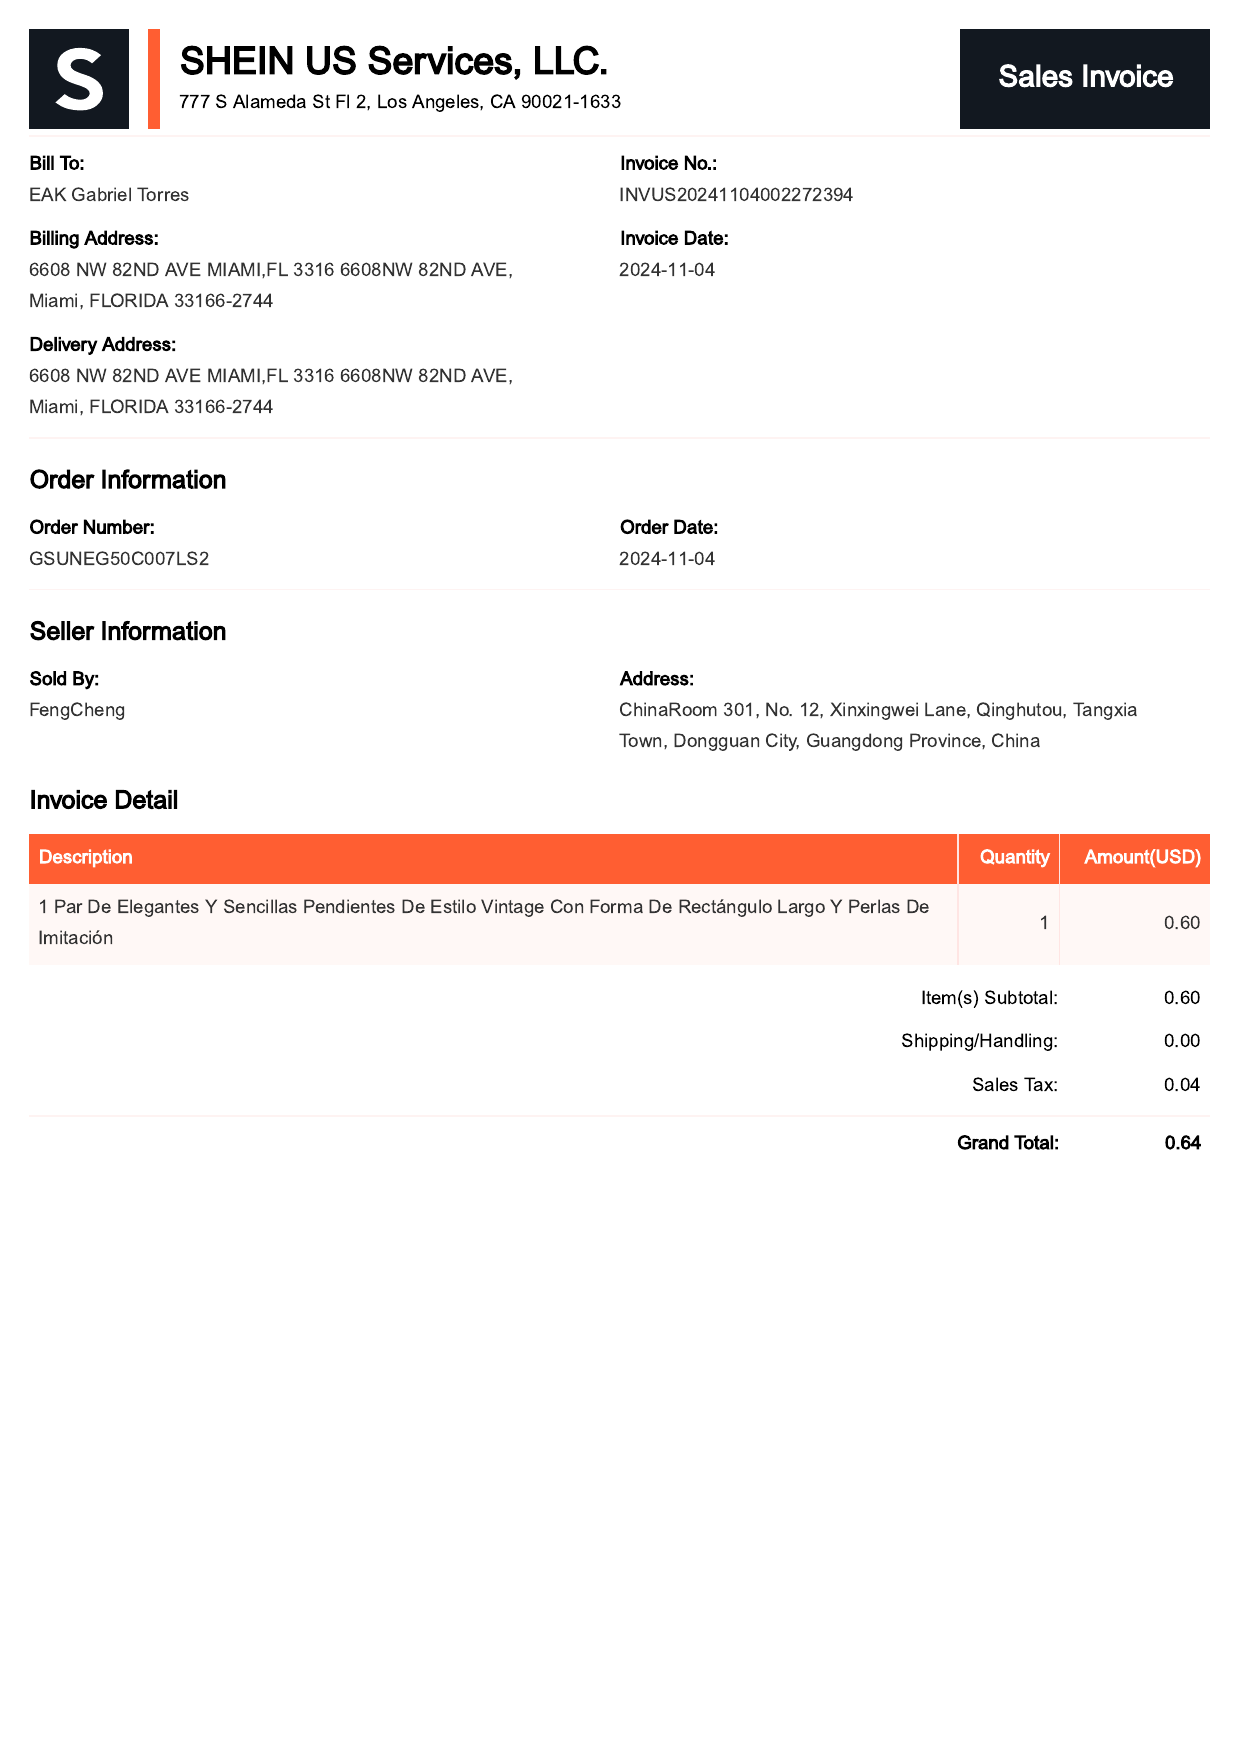 S
SHEIN US Services, LLC.
777 S Alameda St Fl 2, Los Angeles, CA 90021-1633
Sales Invoice
Bill To:
EAK Gabriel Torres
Invoice No.:
INVUS20241104002272394
Billing Address:
6608 NW 82ND AVE MIAMI,FL 3316 6608NW 82ND AVE,
Miami, FLORIDA 33166-2744
Invoice Date:
2024-11-04
Delivery Address:
6608 NW 82ND AVE MIAMI,FL 3316 6608NW 82ND AVE,
Miami, FLORIDA 33166-2744
Order Information
Order Number:
GSUNEG50C007LS2
Order Date:
2024-11-04
Seller Information
Sold By:
FengCheng
Address:
ChinaRoom 301, No. 12, Xinxingwei Lane, Qinghutou, Tangxia
Town, Dongguan City, Guangdong Province, China
Invoice Detail
Description Quantity Amount(USD)
1 Par De Elegantes Y Sencillas Pendientes De Estilo Vintage Con Forma De Rectángulo Largo Y Perlas De
Imitación
1 0.60
Item(s) Subtotal: 0.60
Shipping/Handling: 0.00
Sales Tax: 0.04
Grand Total: 0.64